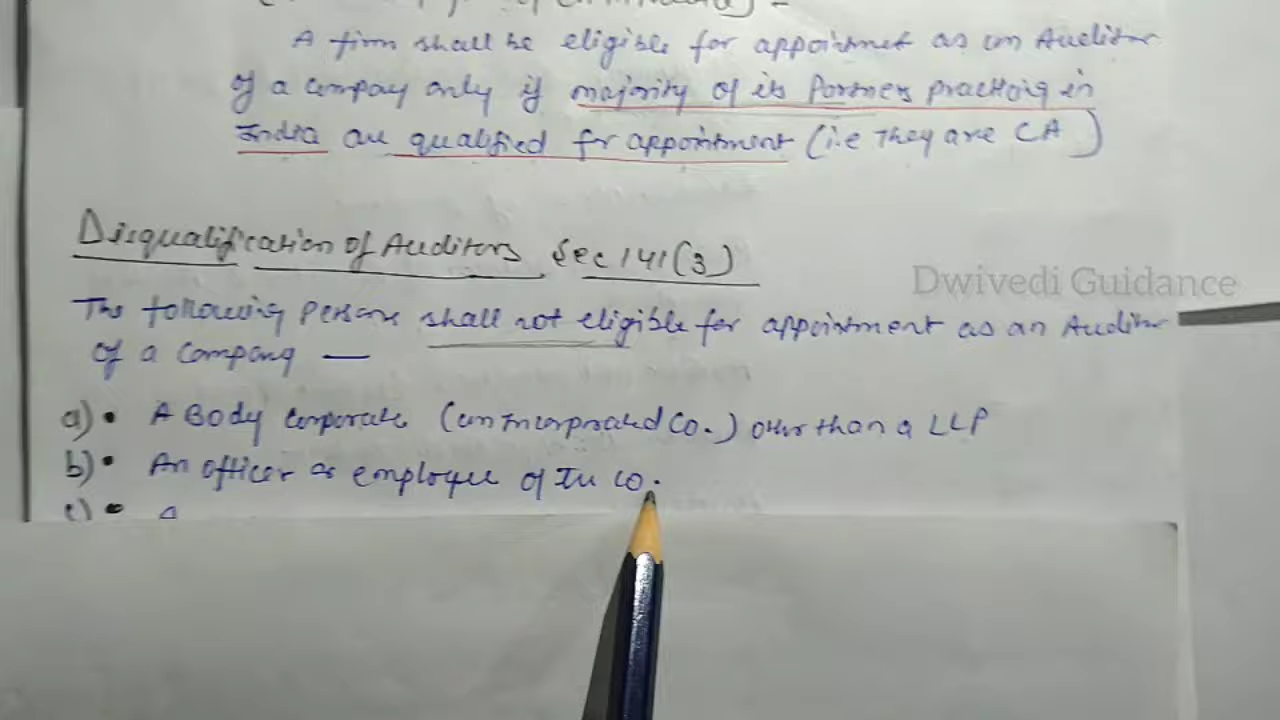 A firm shall be eligible for appointmet as an Auditor
of a Company only if majority of its Partners practicing in
India are qualified for appointment (i.e They are CA)
Disqualification of Auditors Sec 141(3)
Dwivedi Guidance
The following Persons shall not eligible for appointment as an Auditor
of a Company —
a) • A Body Corporate (an Incorporated Co.) other than a LLP
b) • An officer or employee of The Co.
c) •